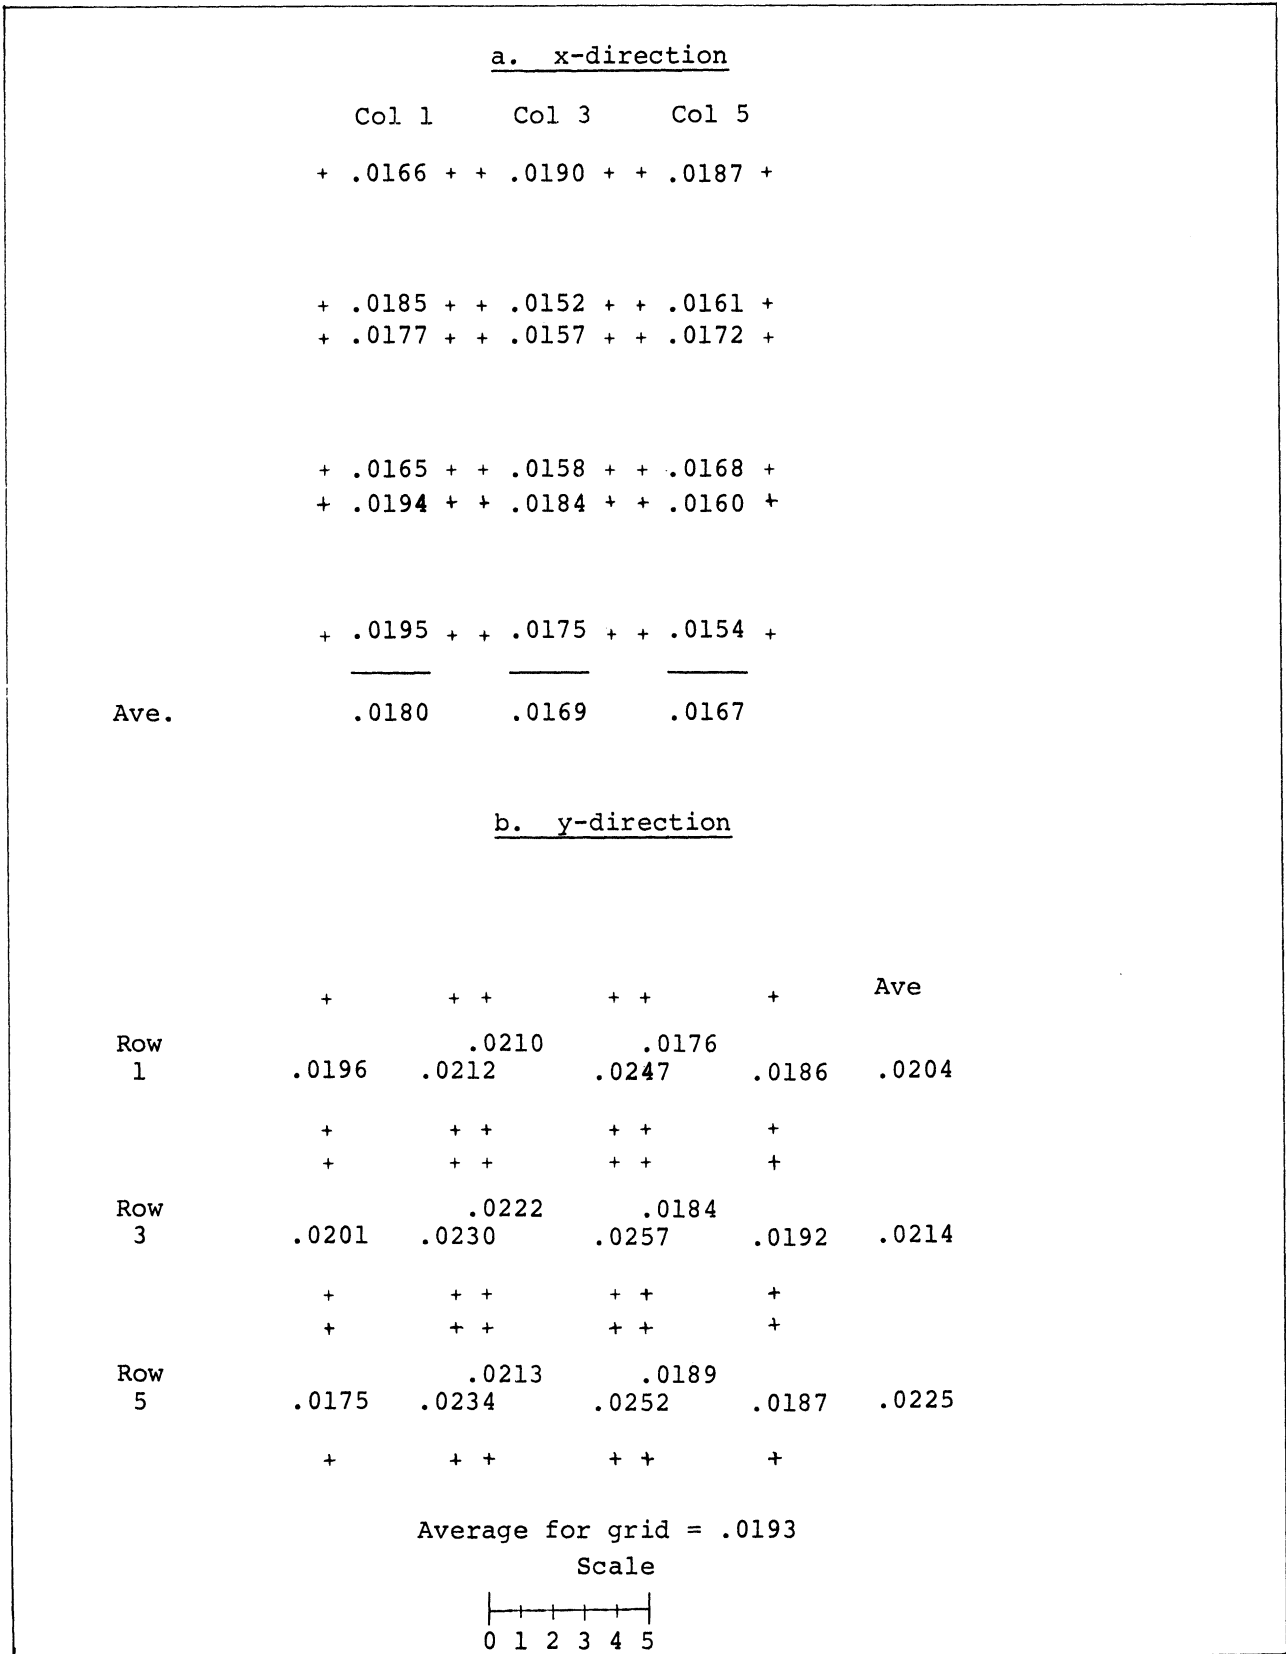 a. x-direction
Col 1 Col 3 Col 5
+ .0166 + + .0190 + + .0187 +
+ .0185 + + .0152 + + .0161 +
+ .0177 + + .0157 + + .0172 +
+ .0165 + + .0158 + + .0168 +
+ .0194 + + .0184 + + .0160 +
+ .0195 + + .0175 + + .0154 +
Ave. .0180 .0169 .0167
b. y-direction
+ + + + + + Ave
Row .0210 .0176
1 .0196 .0212 .0247 .0186 .0204
+ + + + + +
+ + + + + +
Row .0222 .0184
3 .0201 .0230 .0257 .0192 .0214
+ + + + + +
+ + + + + +
Row .0213 .0189
5 .0175 .0234 .0252 .0187 .0225
+ + + + + +
Average for grid = .0193
Scale
0 1 2 3 4 5